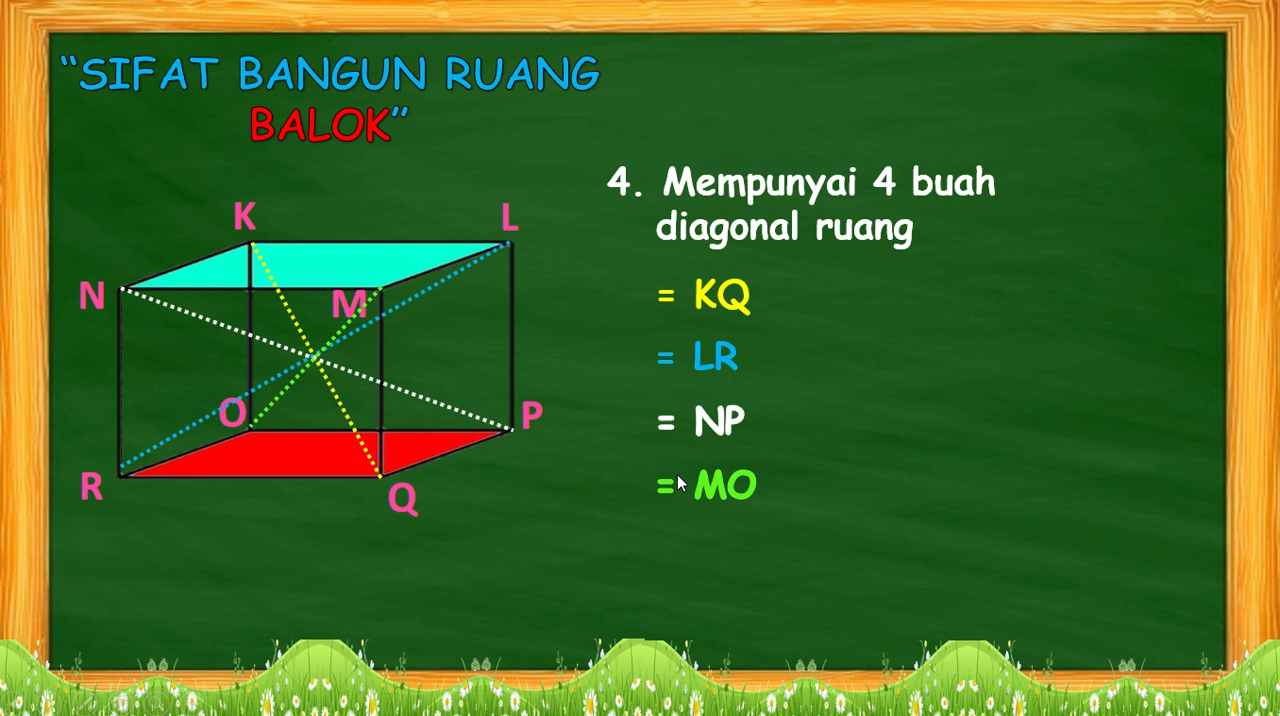 “SIFAT BANGUN RUANG
BALOK”
4. Mempunyai 4 buah
diagonal ruang
= KQ
= LR
= NP
= MO
K
L
N
M
O
P
R
Q